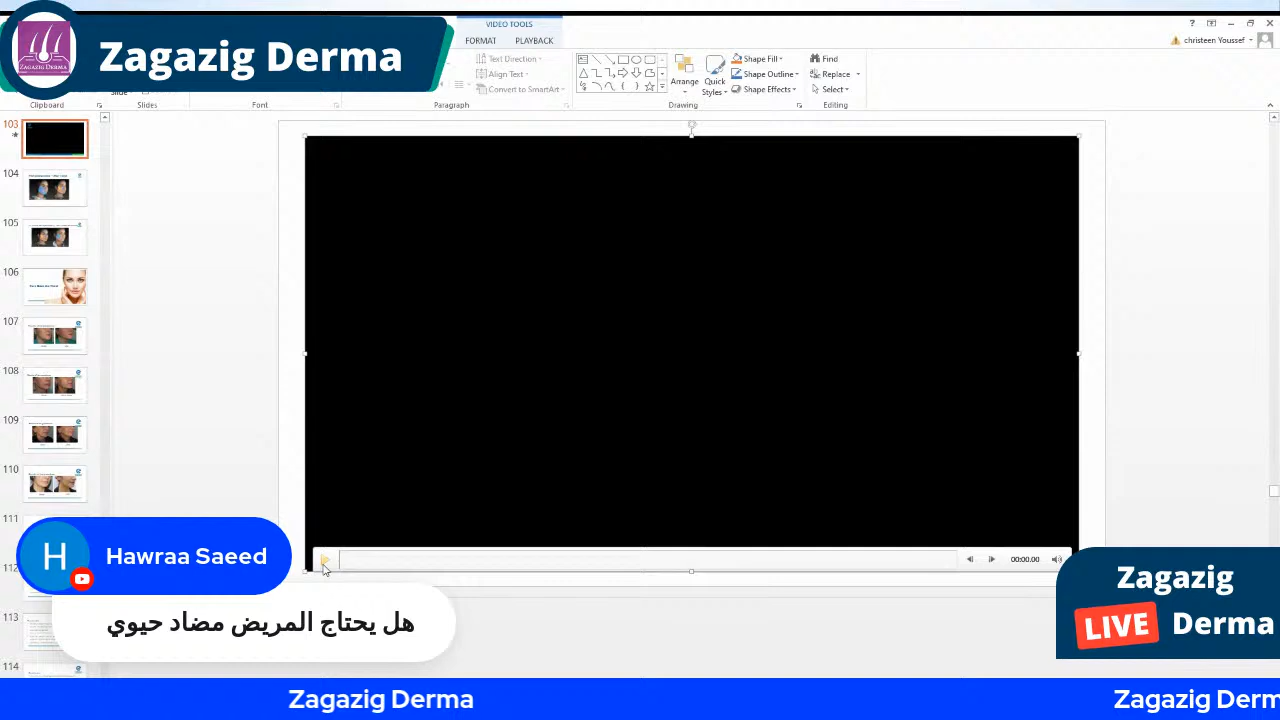 VIDEO TOOLS
FORMAT
PLAYBACK
christeen Youssef
ZAGAZIG DERMA
Zagazig Derma
Text Direction
Align Text
Convert to SmartArt
Arrange
Quick
Styles
Shape Fill
Shape Outline
Shape Effects
Find
Replace
Select
Clipboard
Slides
Font
Paragraph
Drawing
Editing
103
104
105
106
107
108
109
110
111
112
113
114
00:00.00
H
Hawraa Saeed
هل يحتاج المريض مضاد حيوي
Zagazig
LIVE
Derma
Zagazig Derma
Zagazig Derm